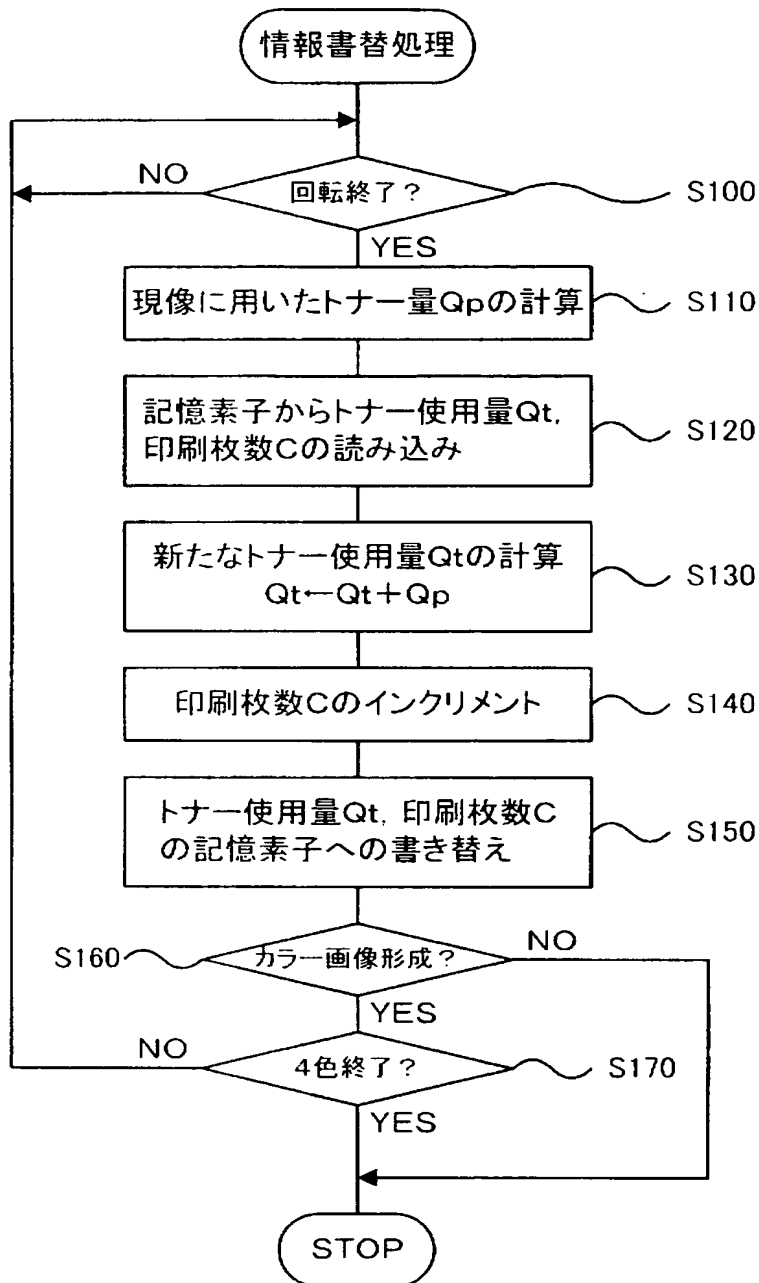 情報書替処理
NO
回転終了？
S100
YES
現像に用いたトナー量Qpの計算
S110
記憶素子からトナー使用量Qt,
印刷枚数Cの読み込み
S120
新たなトナー使用量Qtの計算
Qt←Qt＋Qp
S130
印刷枚数Cのインクリメント
S140
トナー使用量Qt, 印刷枚数C
の記憶素子への書き替え
S150
S160
カラー画像形成？
NO
YES
NO
4色終了？
S170
YES
STOP